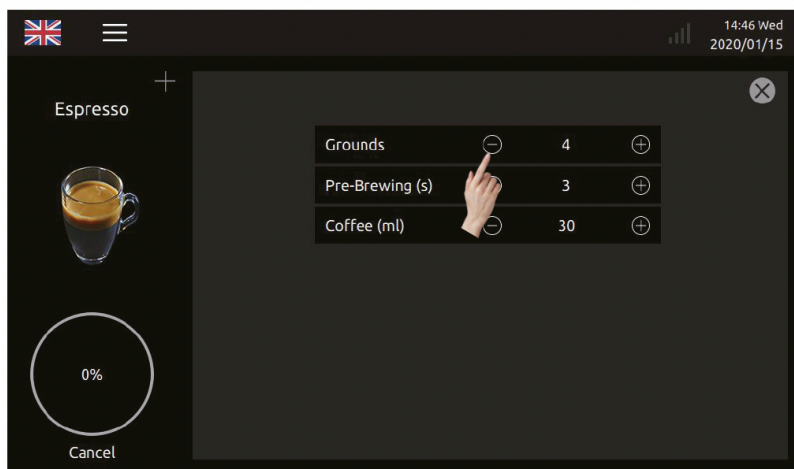 14:46 Wed
2020/01/15
Espresso
Grounds 4
Pre-Brewing (s) 3
Coffee (ml) 30
0%
Cancel